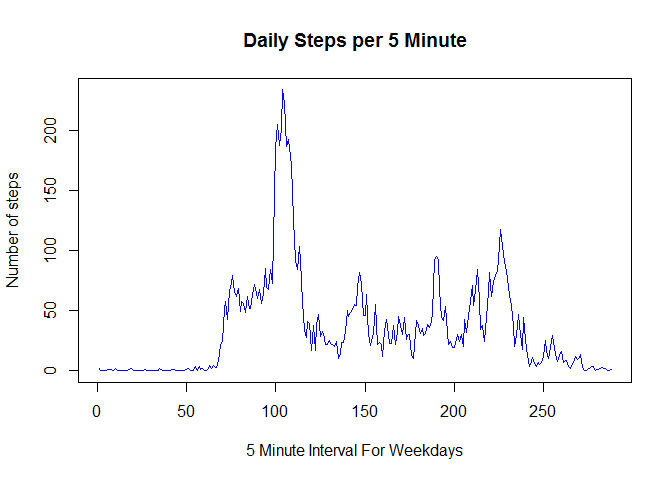 Daily Steps per 5 Minute
Number of steps
200
150
100
50
0
0 50 100 150 200 250
5 Minute Interval For Weekdays